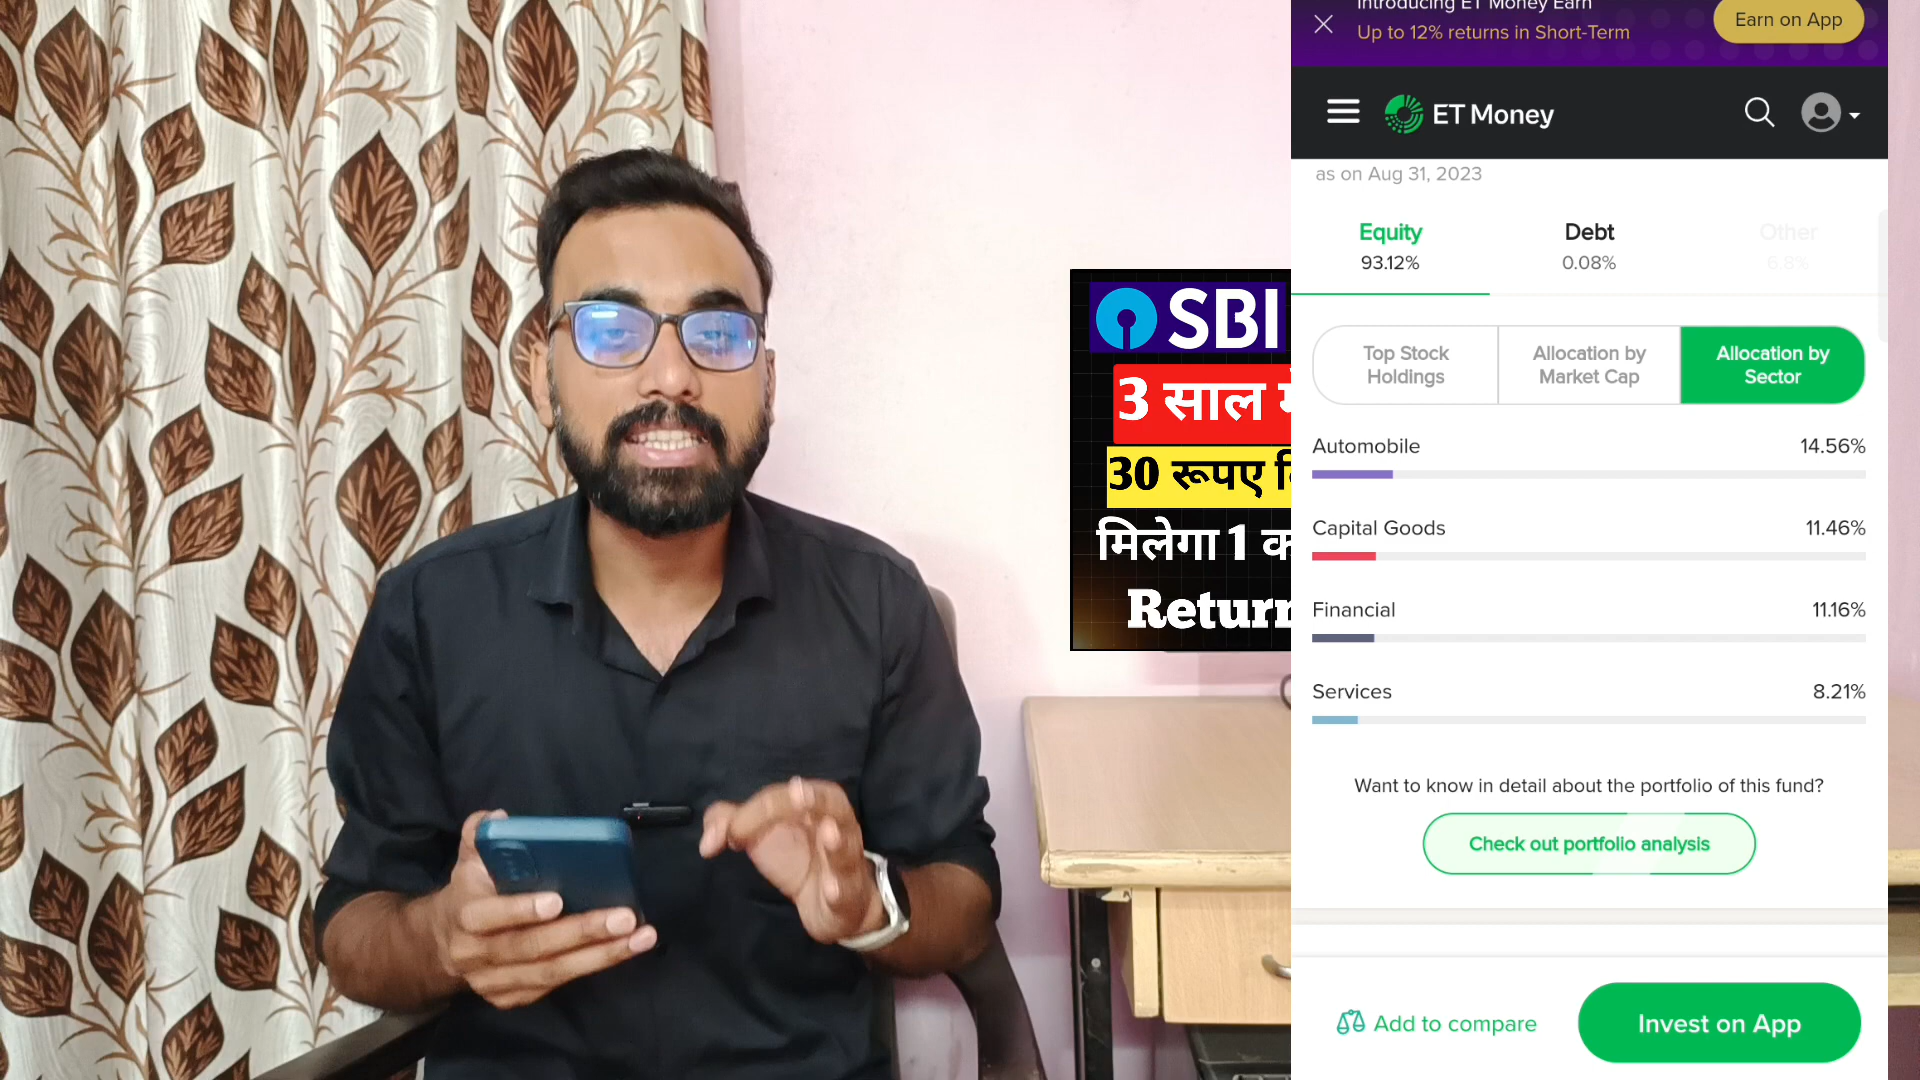 SBI
3 साल
30 रूपए
मिलेगा 1
Return
Introducing ET Money Earn
Up to 12% returns in Short-Term
Earn on App
ET Money
as on Aug 31, 2023
Equity
93.12%
Debt
0.08%
Other
6.8%
Top Stock
Holdings
Allocation by
Market Cap
Allocation by
Sector
Automobile 14.56%
Capital Goods 11.46%
Financial 11.16%
Services 8.21%
Want to know in detail about the portfolio of this fund?
Check out portfolio analysis
Add to compare
Invest on App